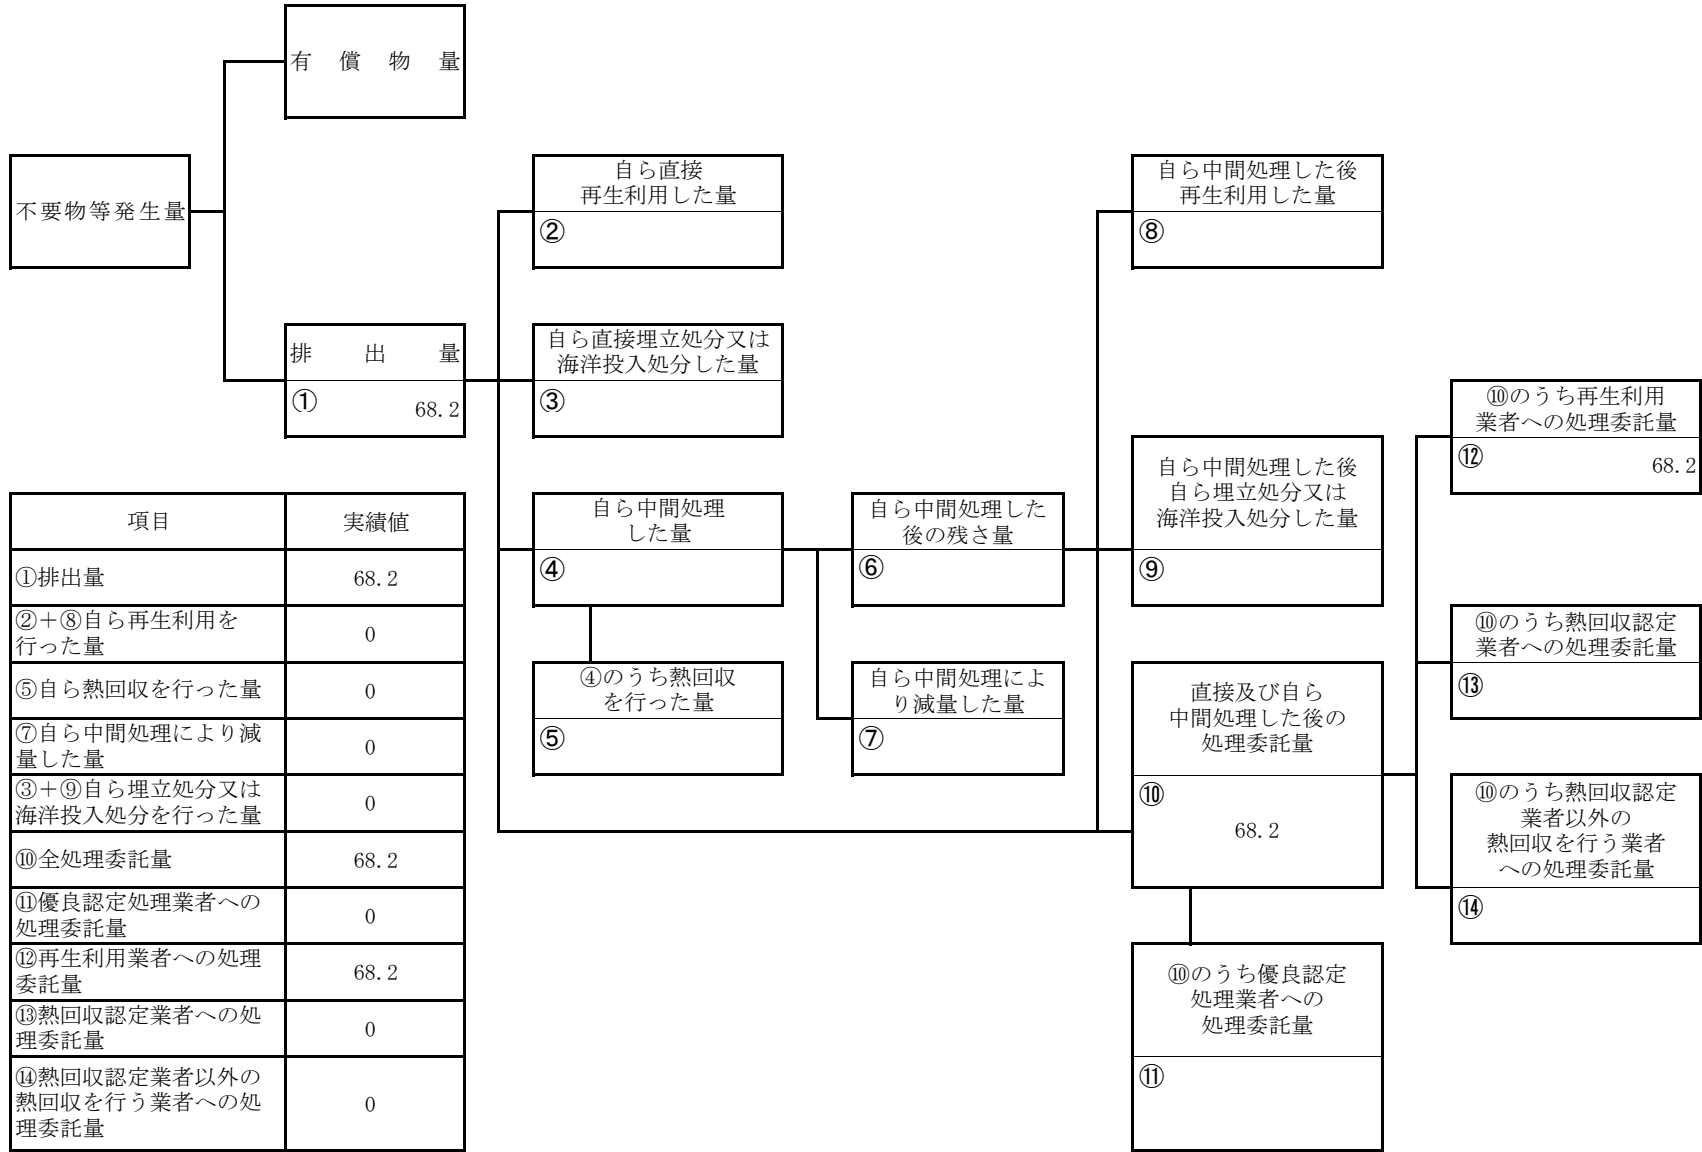 有償物量
不要物等発生量
自ら直接
再生利用した量
②
自ら中間処理した後
再生利用した量
⑧
排出量
① 68.2
自ら直接埋立処分又は
海洋投入処分した量
③
⑩のうち再生利用
業者への処理委託量
⑫ 68.2
自ら中間処理
した量
④
自ら中間処理した
後の残さ量
⑥
自ら中間処理した後
自ら埋立処分又は
海洋投入処分した量
⑨
⑩のうち熱回収認定
業者への処理委託量
⑬
④のうち熱回収
を行った量
⑤
自ら中間処理によ
り減量した量
⑦
直接及び自ら
中間処理した後の
処理委託量
⑩
68.2
⑩のうち熱回収認定
業者以外の
熱回収を行う業者
への処理委託量
⑭
⑩のうち優良認定
処理業者への
処理委託量
⑪
項目 実績値
①排出量 68.2
②＋⑧自ら再生利用を
行った量 0
⑤自ら熱回収を行った量 0
⑦自ら中間処理により減
量した量 0
③＋⑨自ら埋立処分又は
海洋投入処分を行った量 0
⑩全処理委託量 68.2
⑪優良認定処理業者への
処理委託量 0
⑫再生利用業者への処理
委託量 68.2
⑬熱回収認定業者への処
理委託量 0
⑭熱回収認定業者以外の
熱回収を行う業者への処
理委託量 0